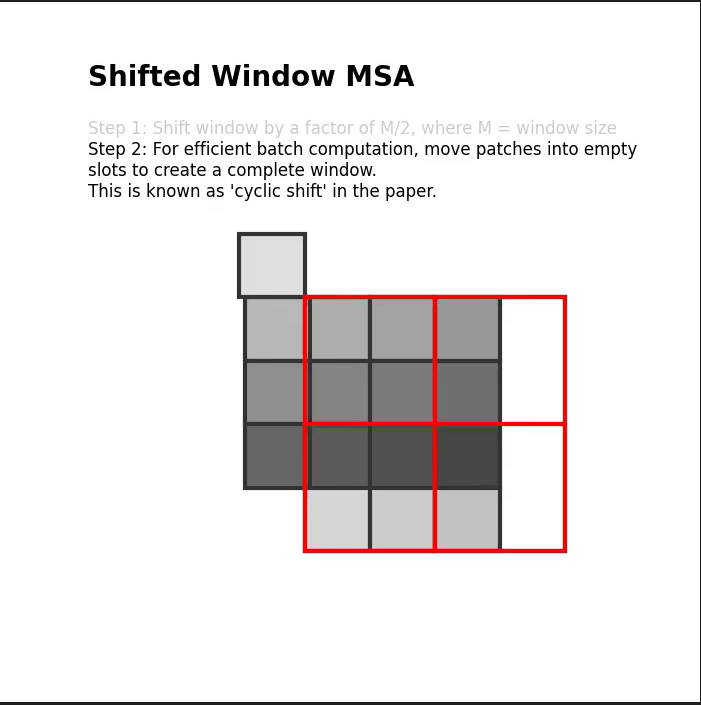 Shifted Window MSA
Step 1: Shift window by a factor of M/2, where M = window size
Step 2: For efficient batch computation, move patches into empty
slots to create a complete window.
This is known as 'cyclic shift' in the paper.